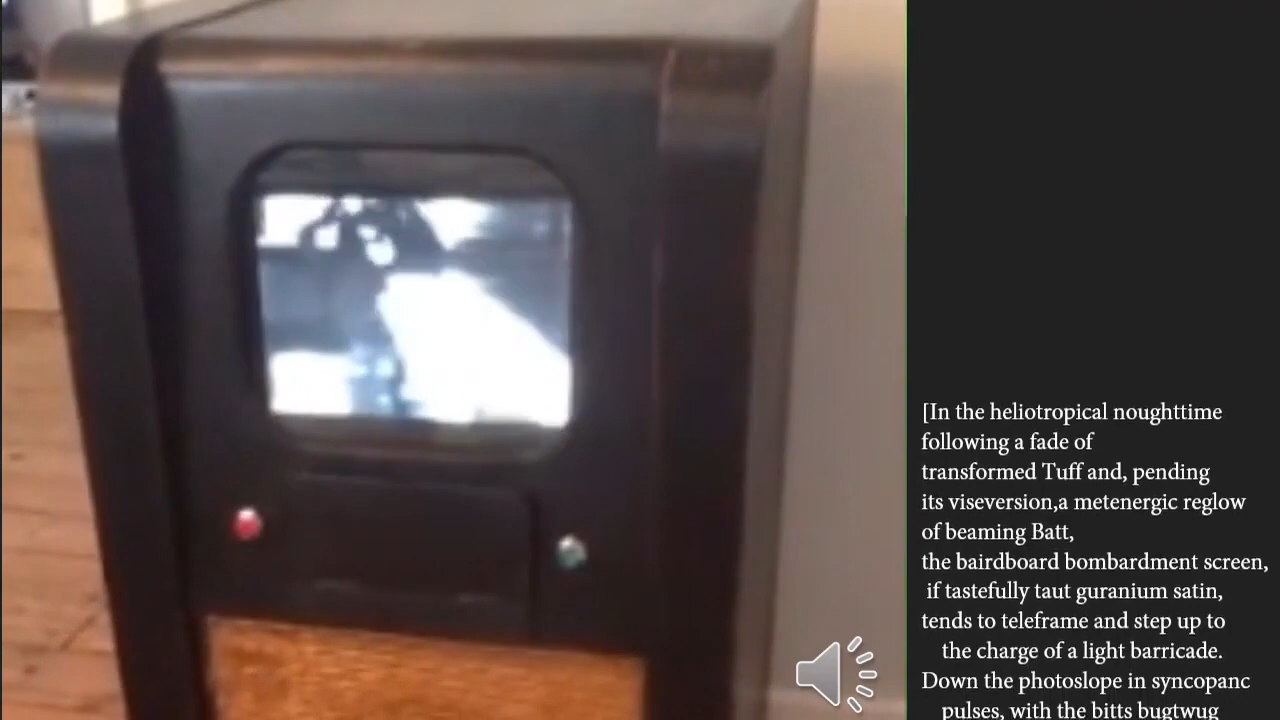 [In the heliotropical noughttime
following a fade of
transformed Tuff and, pending
its viseversion,a metenergic reglow
of beaming Batt,
the bairdboard bombardment screen,
if tastefully taut guranium satin,
tends to teleframe and step up to
the charge of a light barricade.
Down the photoslope in syncopanc
pulses, with the bitts bugtwug